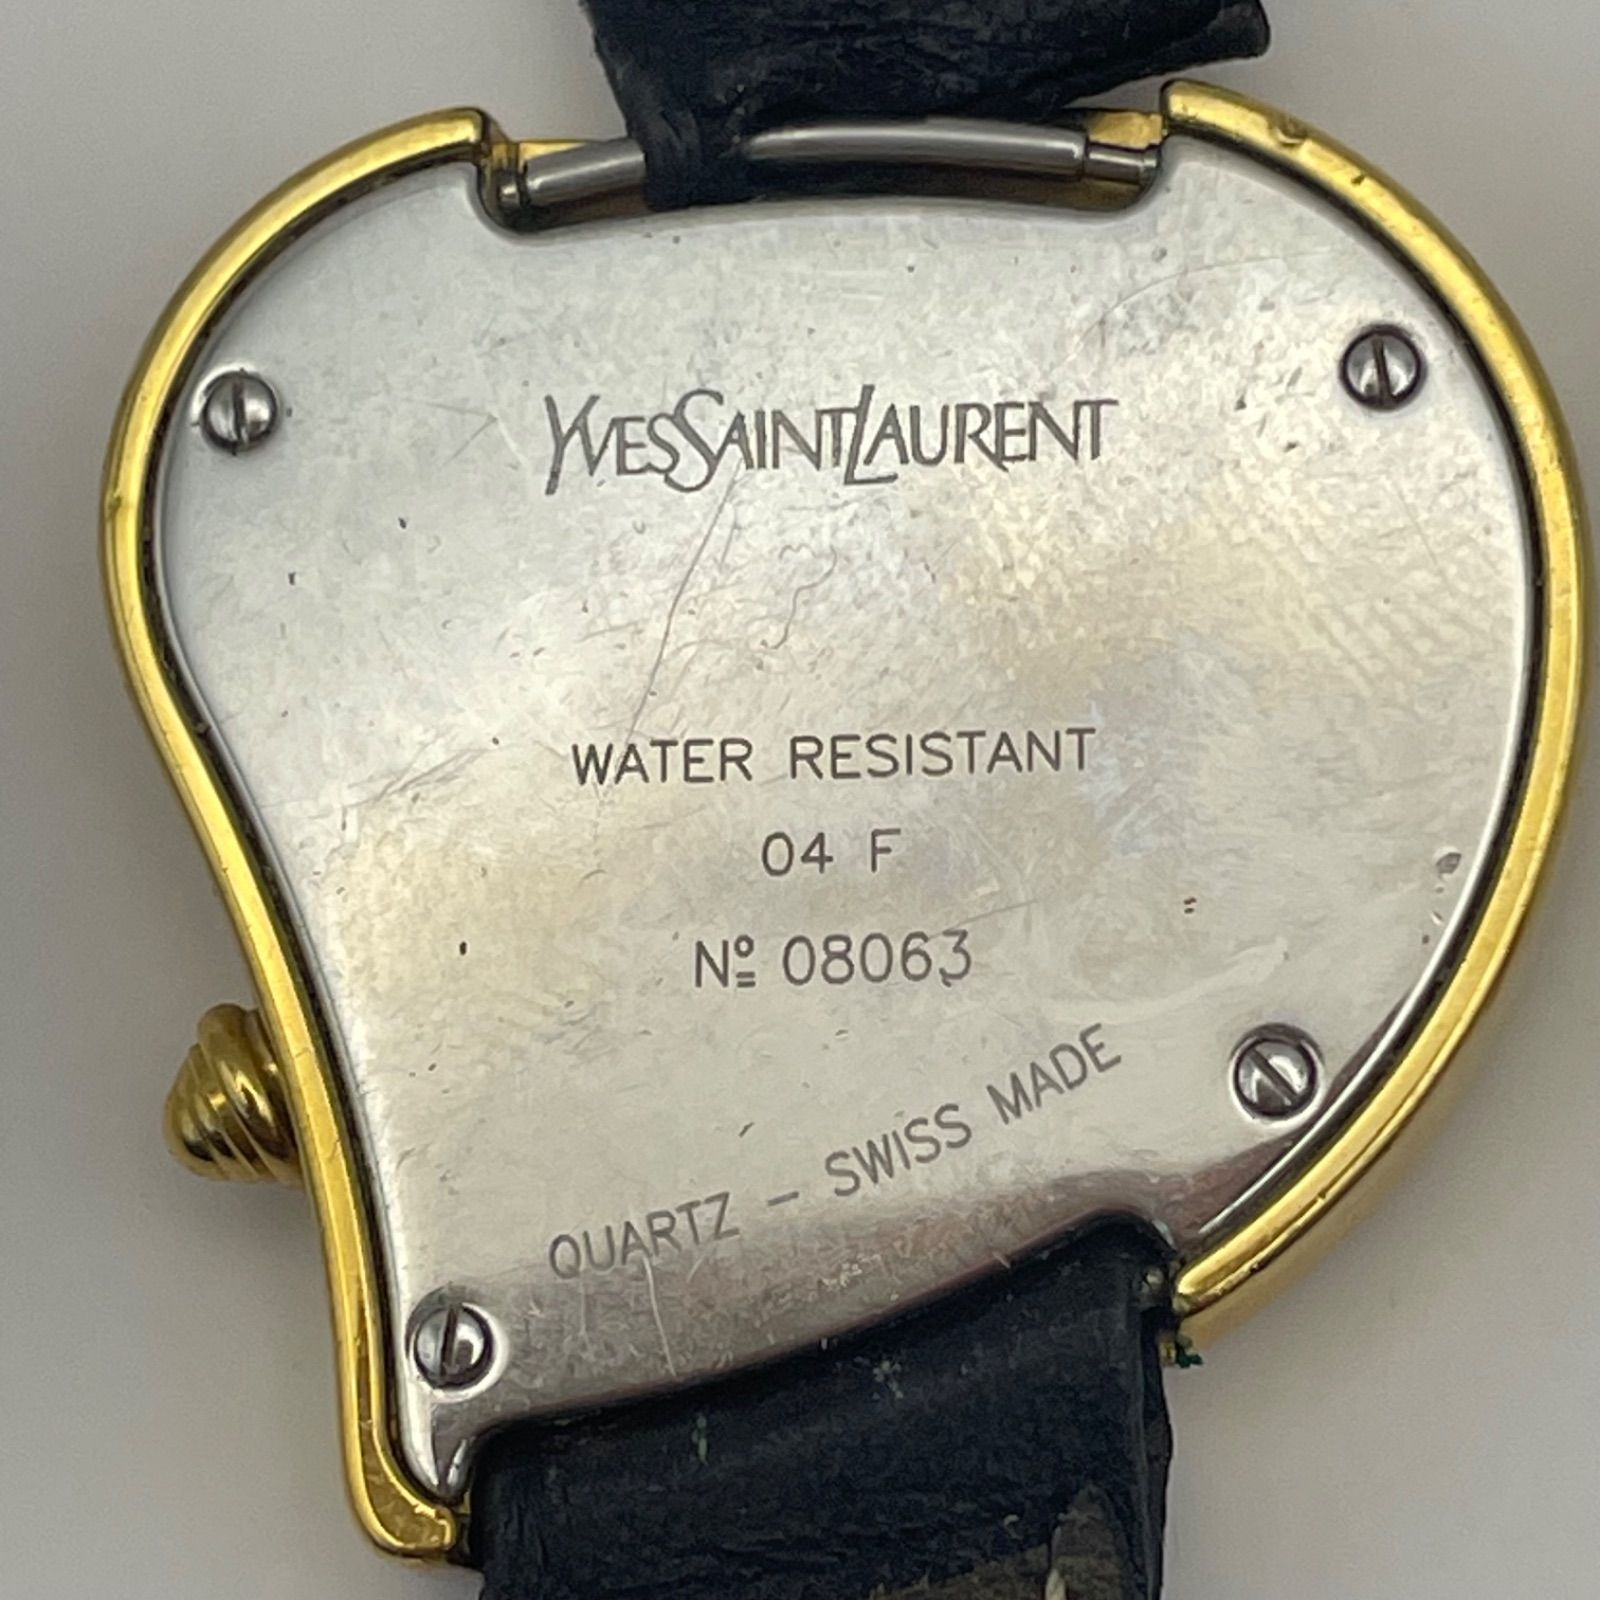 YVESSAINTLAURENT
WATER RESISTANT
04 F
Nº 08063
QUARTZ – SWISS MADE